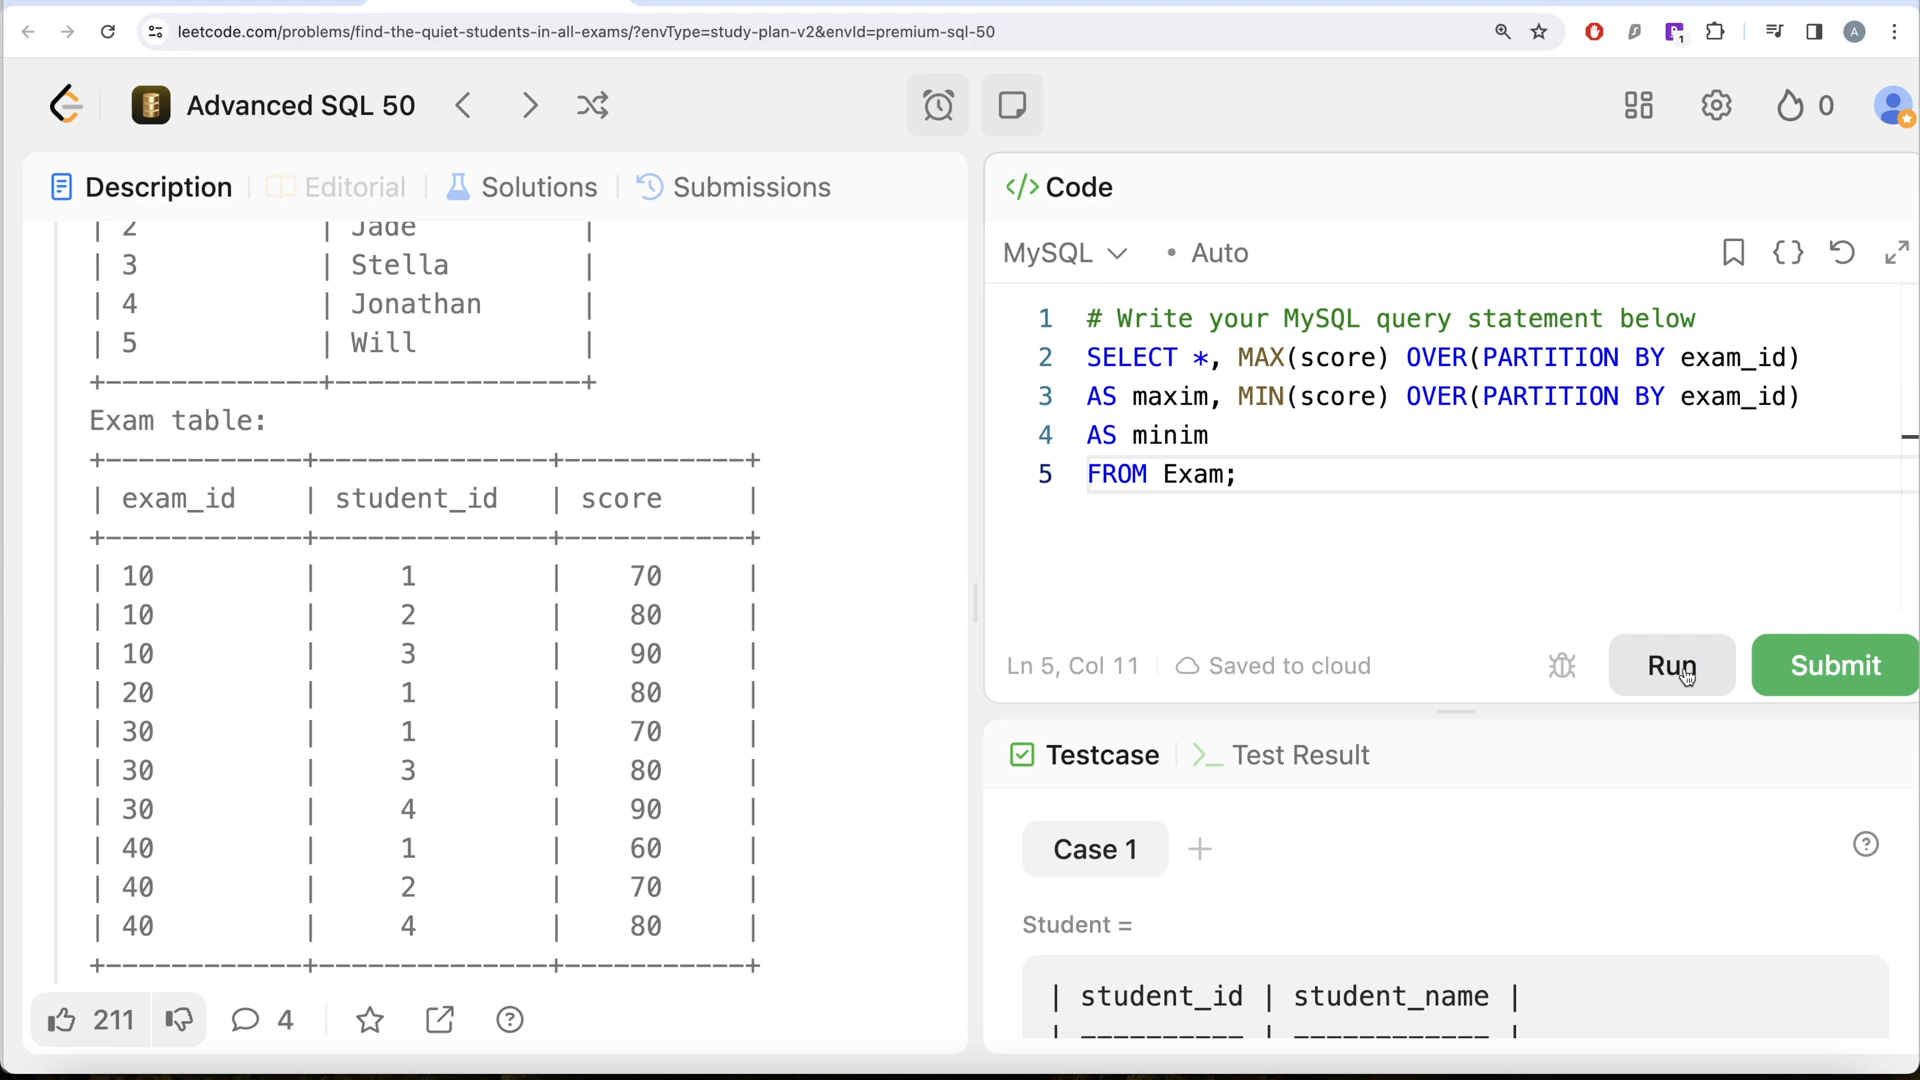 leetcode.com/problems/find-the-quiet-students-in-all-exams/?envType=study-plan-v2&envId=premium-sql-50
1
A
Advanced SQL 50
0
Description
Editorial
Solutions
Submissions
| 2 | Jade |
| 3 | Stella |
| 4 | Jonathan |
| 5 | Will |
+---------------+----------------+
Exam table:
+-------------+---------------+-----------+
| exam_id | student_id | score |
+-------------+---------------+-----------+
| 10 | 1 | 70 |
| 10 | 2 | 80 |
| 10 | 3 | 90 |
| 20 | 1 | 80 |
| 30 | 1 | 70 |
| 30 | 3 | 80 |
| 30 | 4 | 90 |
| 40 | 1 | 60 |
| 40 | 2 | 70 |
| 40 | 4 | 80 |
+-------------+---------------+-----------+
211
4
</> Code
MySQL • Auto
1 # Write your MySQL query statement below
2 SELECT *, MAX(score) OVER(PARTITION BY exam_id)
3 AS maxim, MIN(score) OVER(PARTITION BY exam_id)
4 AS minim
5 FROM Exam;
Ln 5, Col 11
Saved to cloud
Run
Submit
Testcase
Test Result
Case 1
Student =
| student_id | student_name |
| ---------- | ------------ |